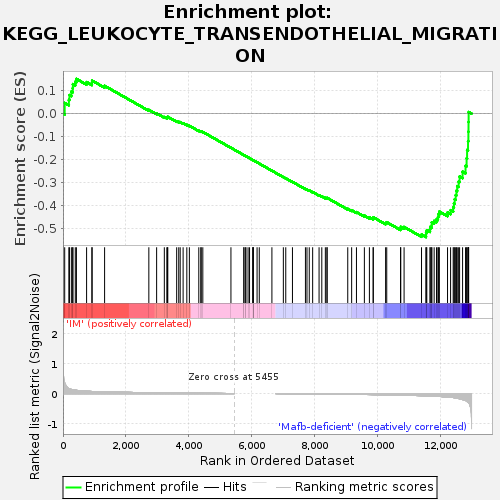 Enrichment plot:
KEGG_LEUKOCYTE_TRANSENDOTHELIAL_MIGRATI
ON
Enrichment score (ES)
0.1
0.0
-0.1
-0.2
-0.3
-0.4
-0.5
'IM' (positively correlated)
Ranked list metric (Signal2Noise)
2
1
0
-1
Zero cross at 5455
'Mafb-deficient' (negatively correlated)
0
2,000
4,000
6,000
8,000
10,000
12,000
Rank in Ordered Dataset
Enrichment profile
Hits
Ranking metric scores